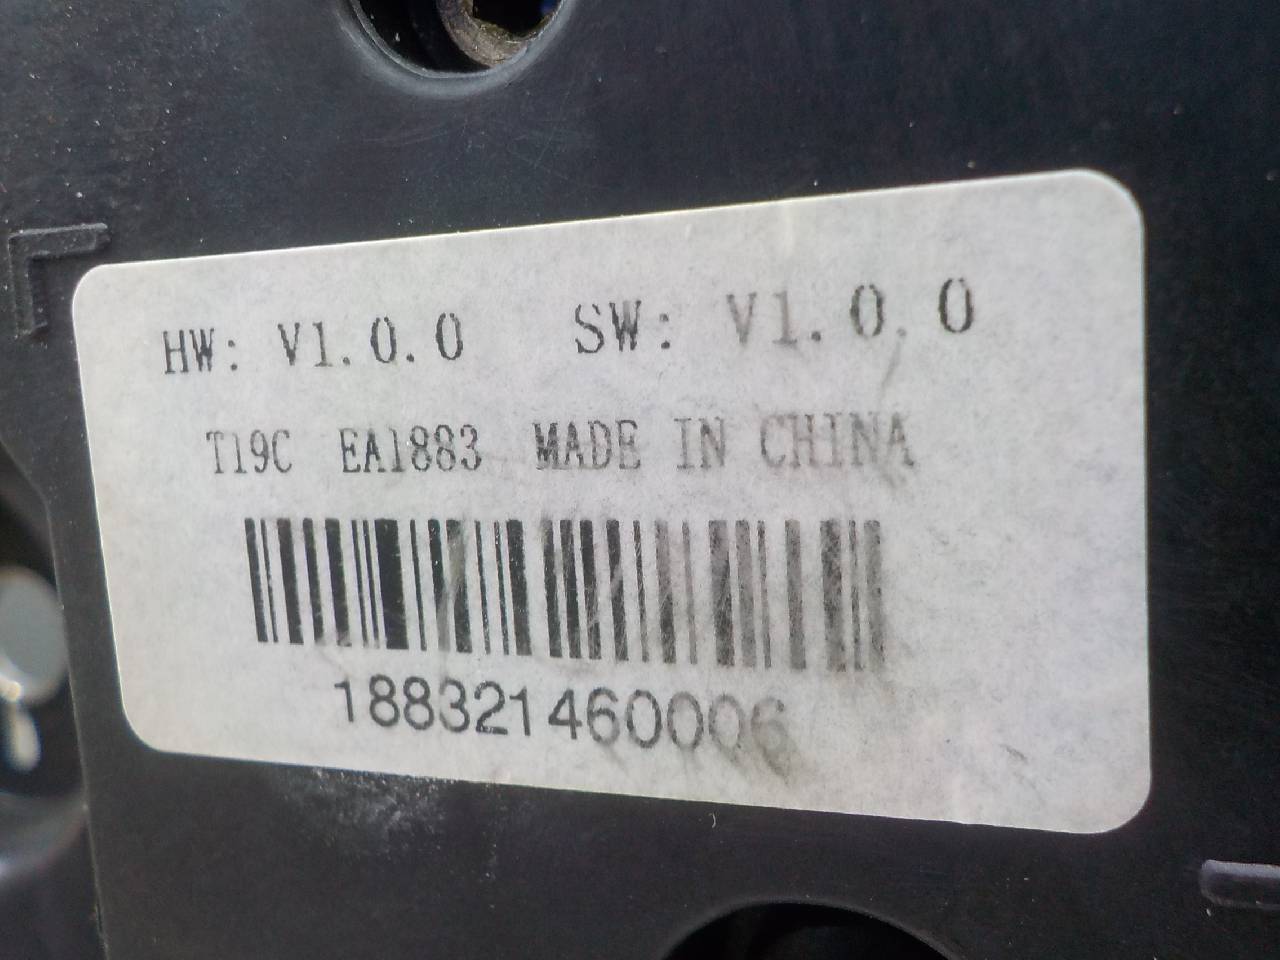 HW: V1.0.0 SW: V1.0.0
T19C EA1883 MADE IN CHINA
188321460006